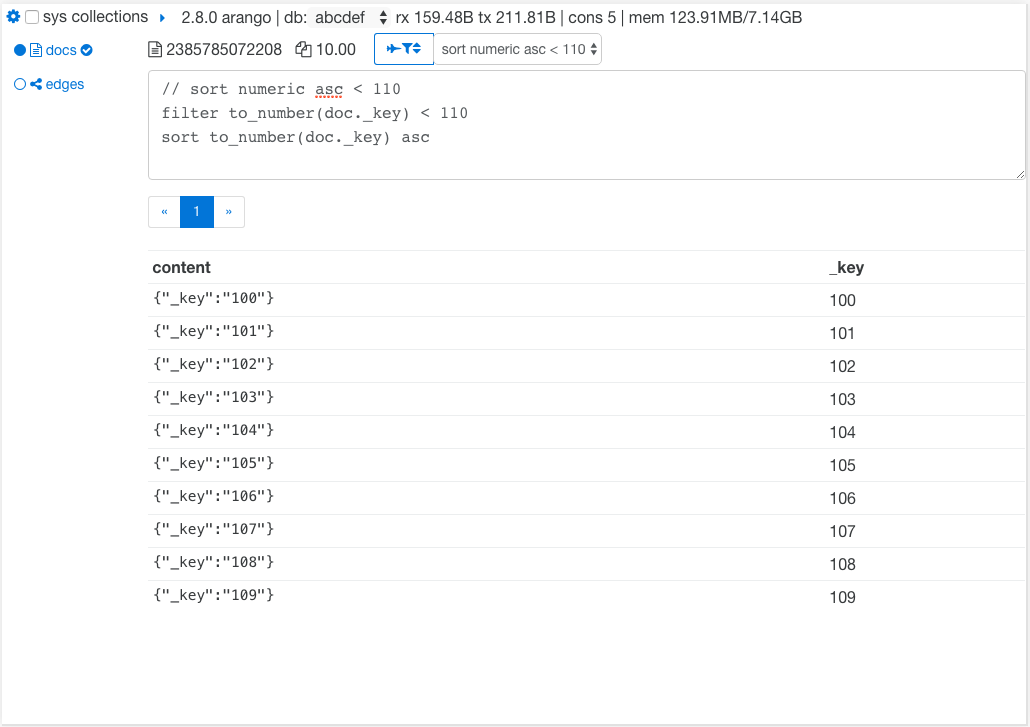 sys collections 2.8.0 arango | db: abcdef rx 159.48B tx 211.81B | cons 5 | mem 123.91MB/7.14GB
docs 2385785072208 10.00 sort numeric asc < 110
edges
// sort numeric asc < 110
filter to_number(doc._key) < 110
sort to_number(doc._key) asc
« 1 »
content _key
{"_key":"100"} 100
{"_key":"101"} 101
{"_key":"102"} 102
{"_key":"103"} 103
{"_key":"104"} 104
{"_key":"105"} 105
{"_key":"106"} 106
{"_key":"107"} 107
{"_key":"108"} 108
{"_key":"109"} 109